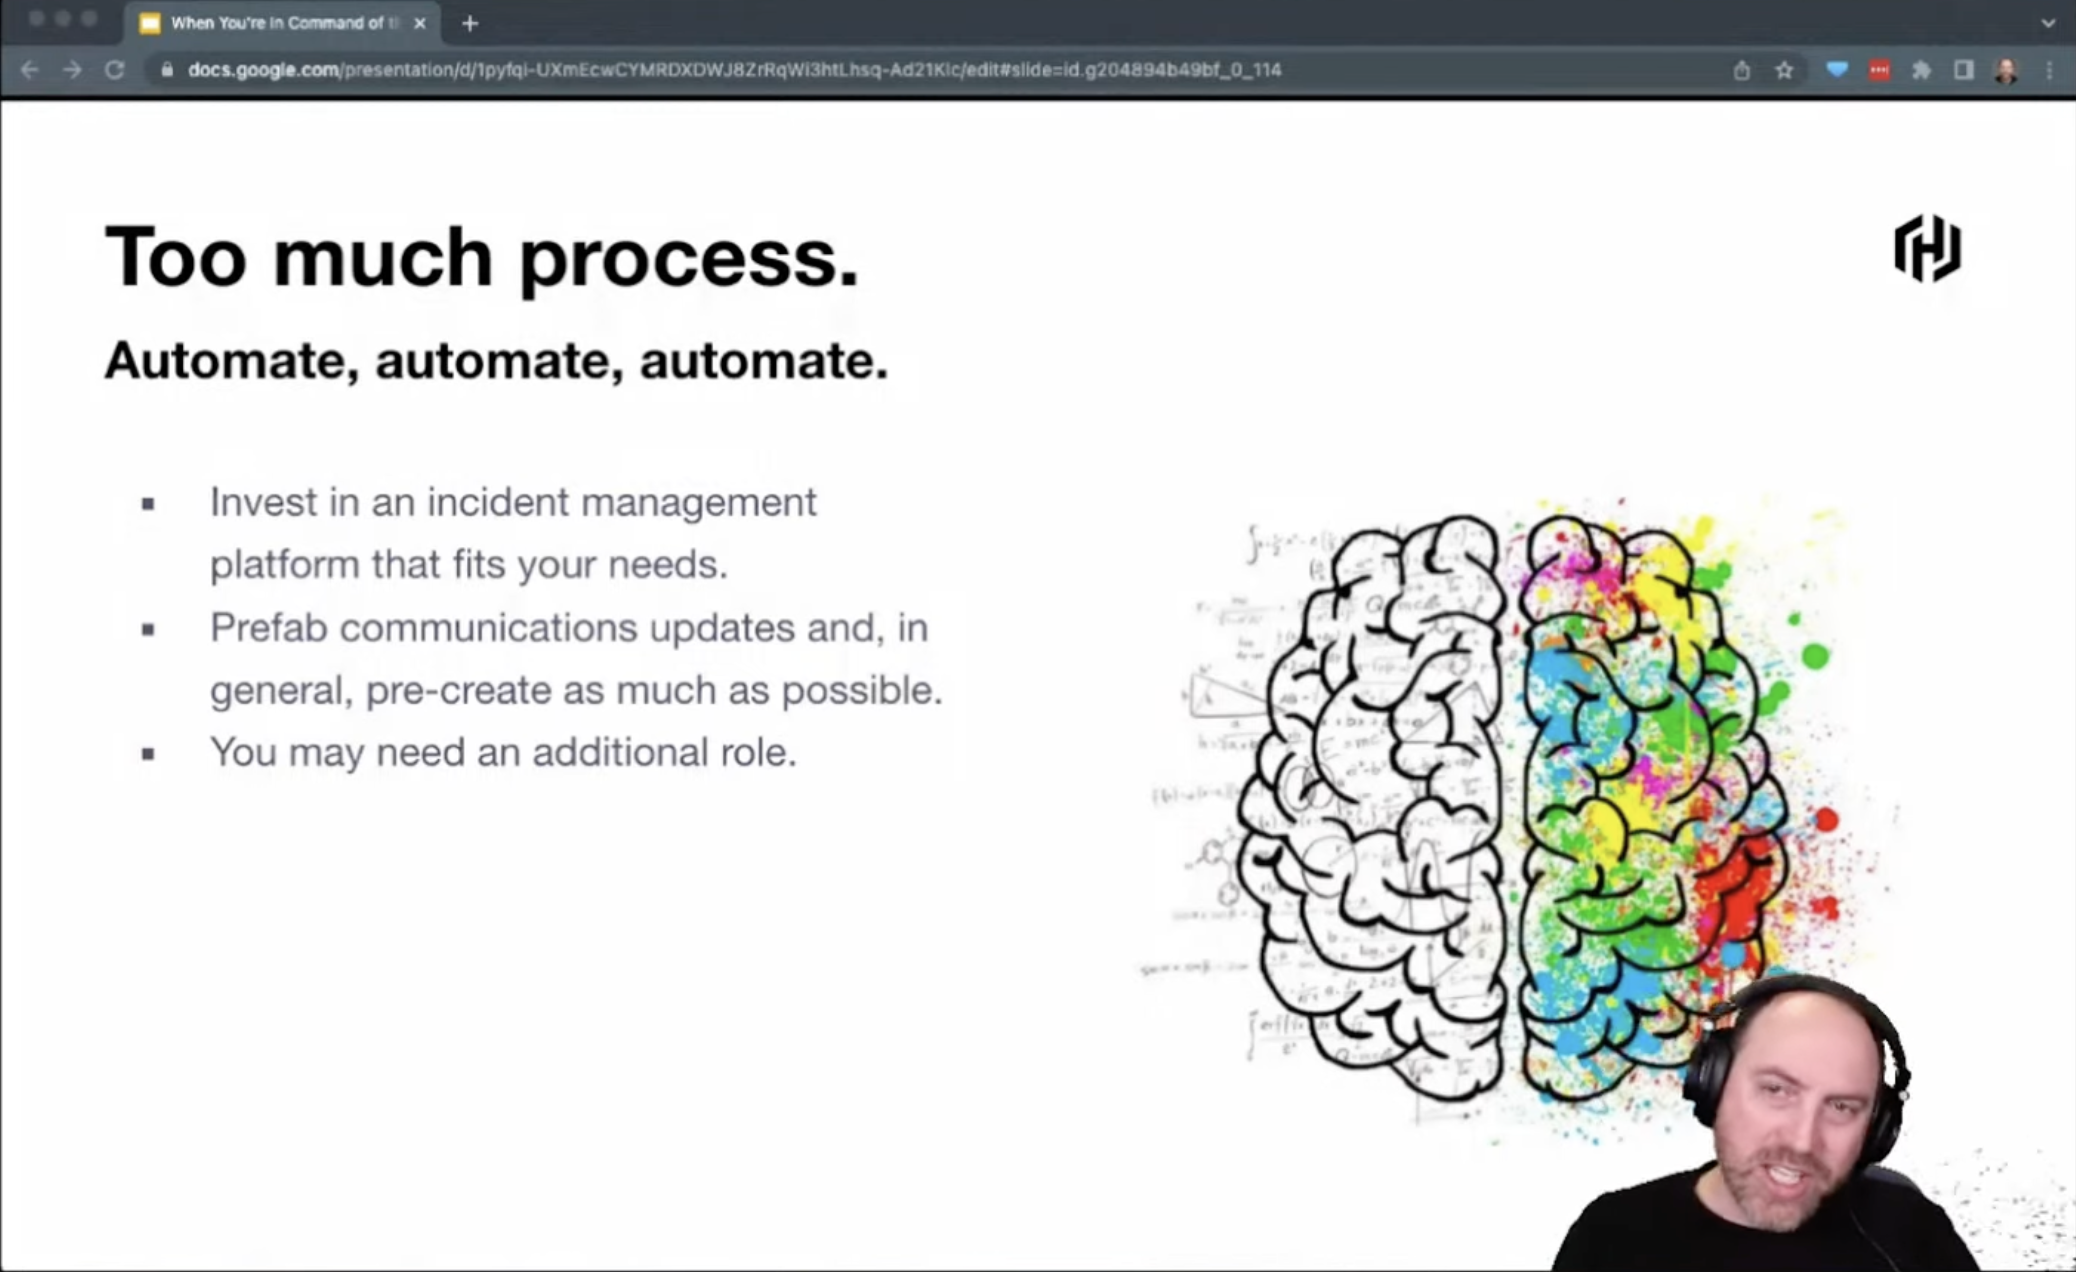 When You're In Command of
docs.google.com/presentation/d/1pyfqi-UXmEcwCYMRDXDWJ8ZrRqWi3htLhsq-Ad21KIc/edit#slide=id.g204894b49bf_0_114
Too much process.
Automate, automate, automate.
▪ Invest in an incident management
platform that fits your needs.
▪ Prefab communications updates and, in
general, pre-create as much as possible.
▪ You may need an additional role.